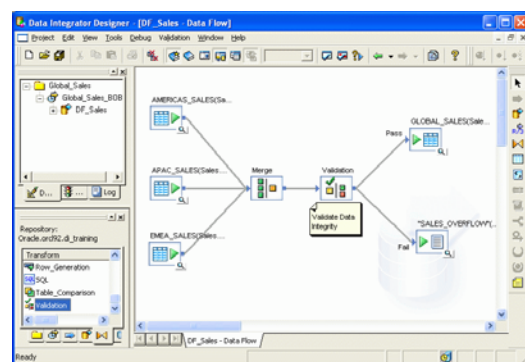 Data Integrator Designer - [DF_Sales - Data Flow]
Project Edit View Tools Debug Validation Window Help
Global_Sales
Global_Sales_BOB
DF_Sales
D...
Log
Repository:
Oracle.ord92.di_training
Transform
Row_Generation
SQL
Table_Comparison
Validation
AMERICAS_SALES(Sa...
APAC_SALES(Sales...
EMEA_SALES(Sales...
Merge
Validation
Validate Data
Integrity
Pass
Fail
GLOBAL_SALES(Sale...
"SALES_OVERFLOW"(...
DF_Sales - Data Flow
Ready